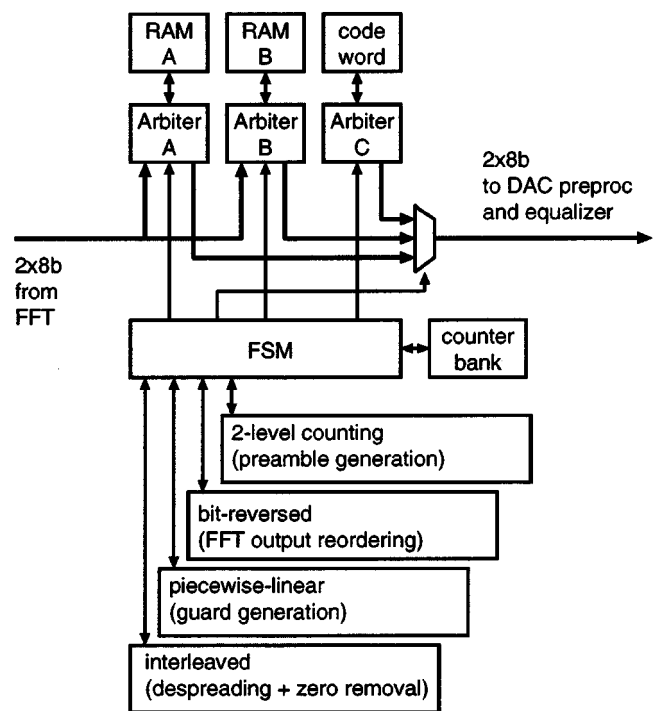 RAM
A
RAM
B
code
word
Arbiter
A
Arbiter
B
Arbiter
C
2x8b
to DAC preproc
and equalizer
2x8b
from
FFT
FSM
counter
bank
2-level counting
(preamble generation)
bit-reversed
(FFT output reordering)
piecewise-linear
(guard generation)
interleaved
(despreading + zero removal)